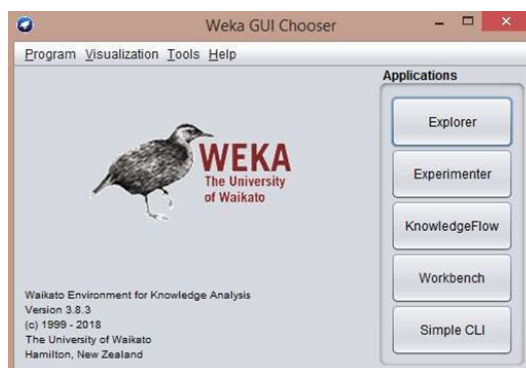 Weka GUI Chooser
Program Visualization Tools Help
Applications
Explorer
Experimenter
KnowledgeFlow
Workbench
Simple CLI
WEKA
The University
of Waikato
Waikato Environment for Knowledge Analysis
Version 3.8.3
(c) 1999 - 2018
The University of Waikato
Hamilton, New Zealand